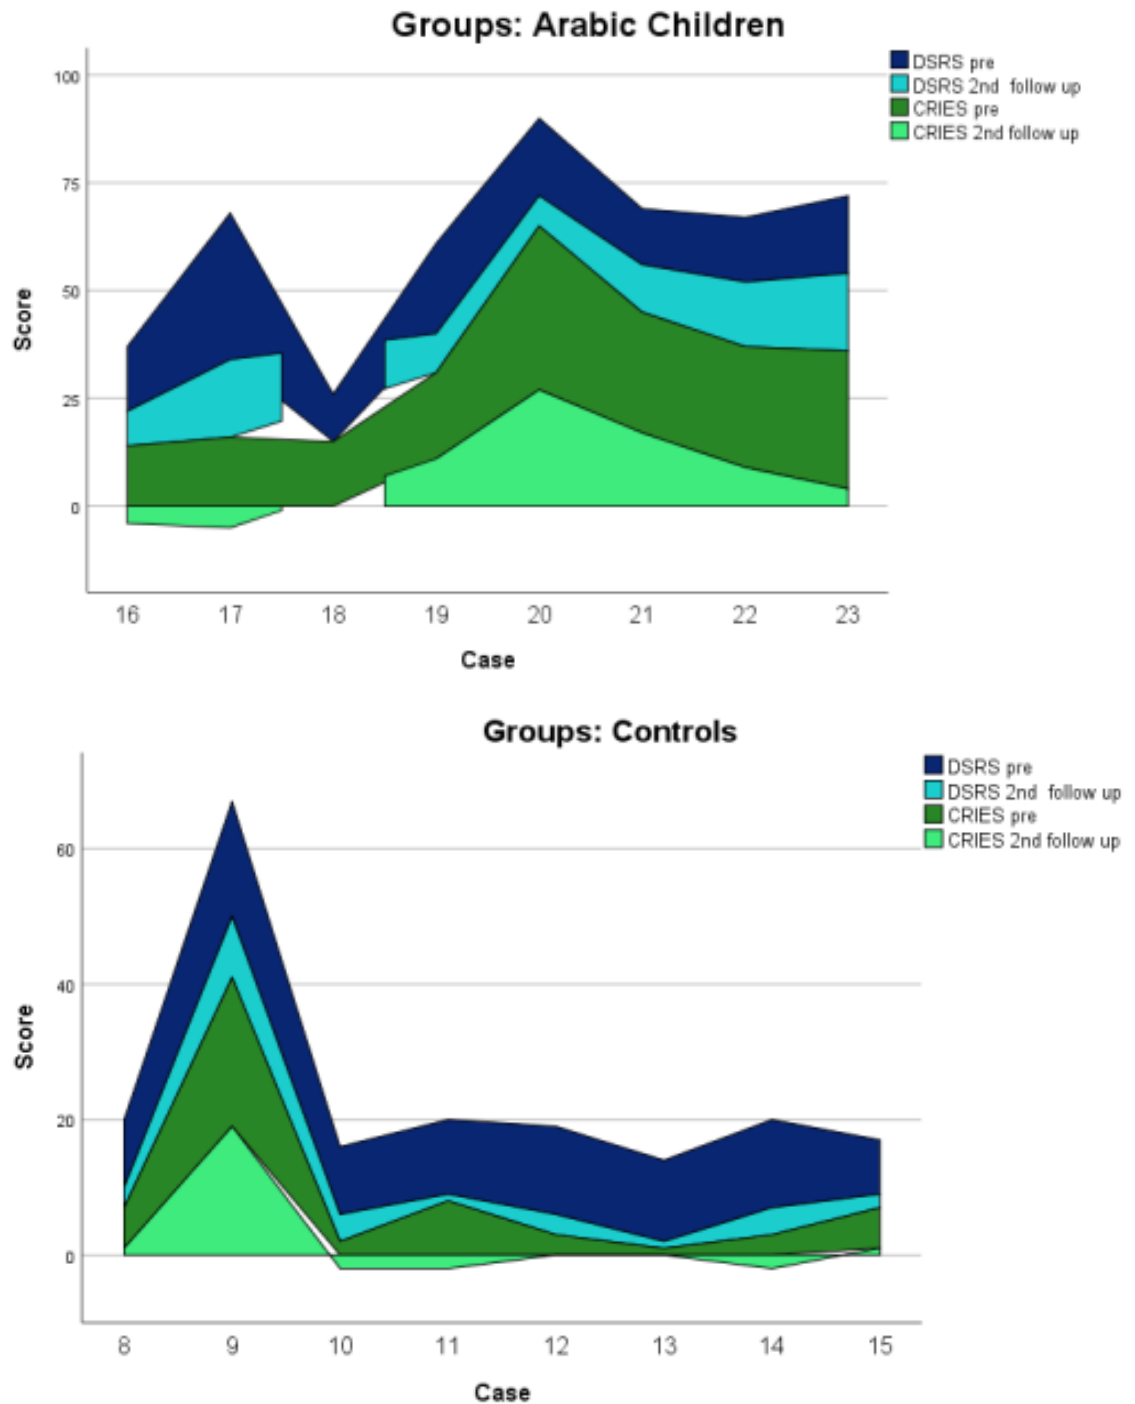 Groups: Arabic Children
DSRS pre
DSRS 2nd follow up
CRIES pre
CRIES 2nd follow up
100
75
50
25
0
Score
16 17 18 19 20 21 22 23
Case
Groups: Controls
DSRS pre
DSRS 2nd follow up
CRIES pre
CRIES 2nd follow up
60
40
20
0
Score
8 9 10 11 12 13 14 15
Case